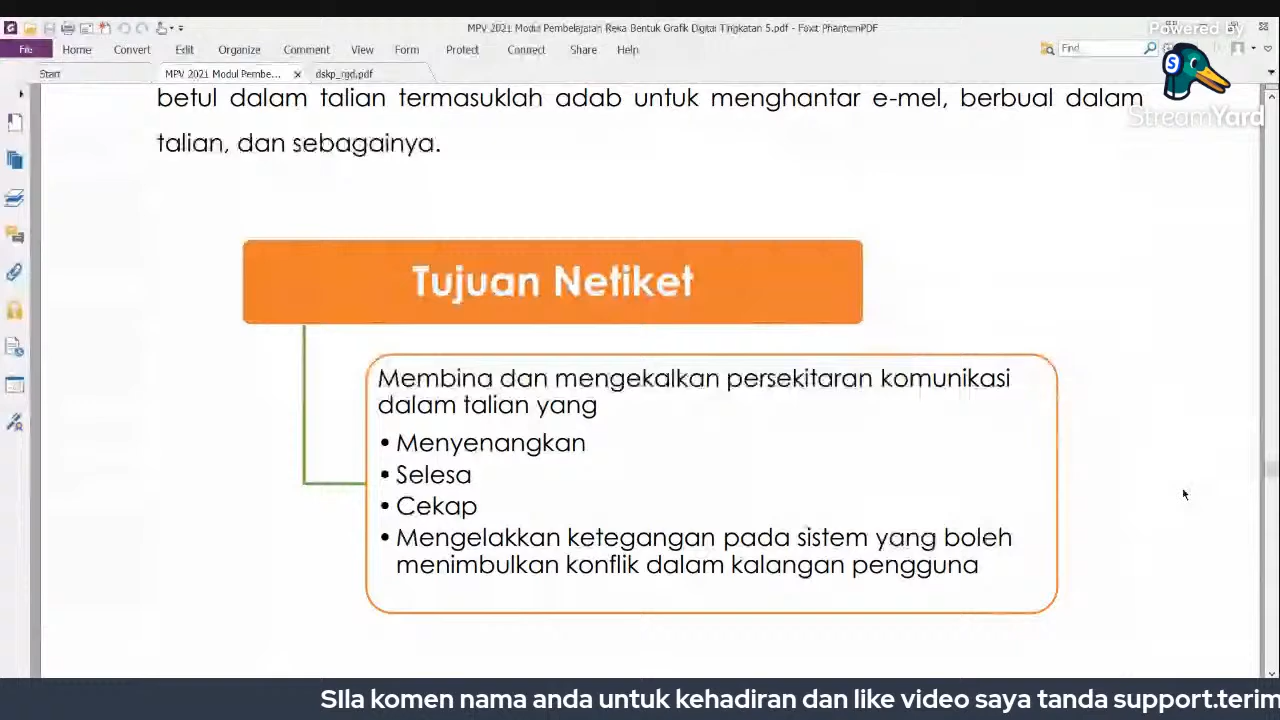 MPV 2021 Modul Pembelajaran Reka Bentuk Grafik Digital Tingkatan 5.pdf - Foxit PhantomPDF
Powered by
File Home Convert Edit Organize Comment View Form Protect Connect Share Help Find
Start MPV 2021 Modul Pembe... dskp_rgd.pdf
StreamYard
betul dalam talian termasuklah adab untuk menghantar e-mel, berbual dalam
talian, dan sebagainya.
Tujuan Netiket
Membina dan mengekalkan persekitaran komunikasi
dalam talian yang
• Menyenangkan
• Selesa
• Cekap
• Mengelakkan ketegangan pada sistem yang boleh
menimbulkan konflik dalam kalangan pengguna
SIla komen nama anda untuk kehadiran dan like video saya tanda support.terim